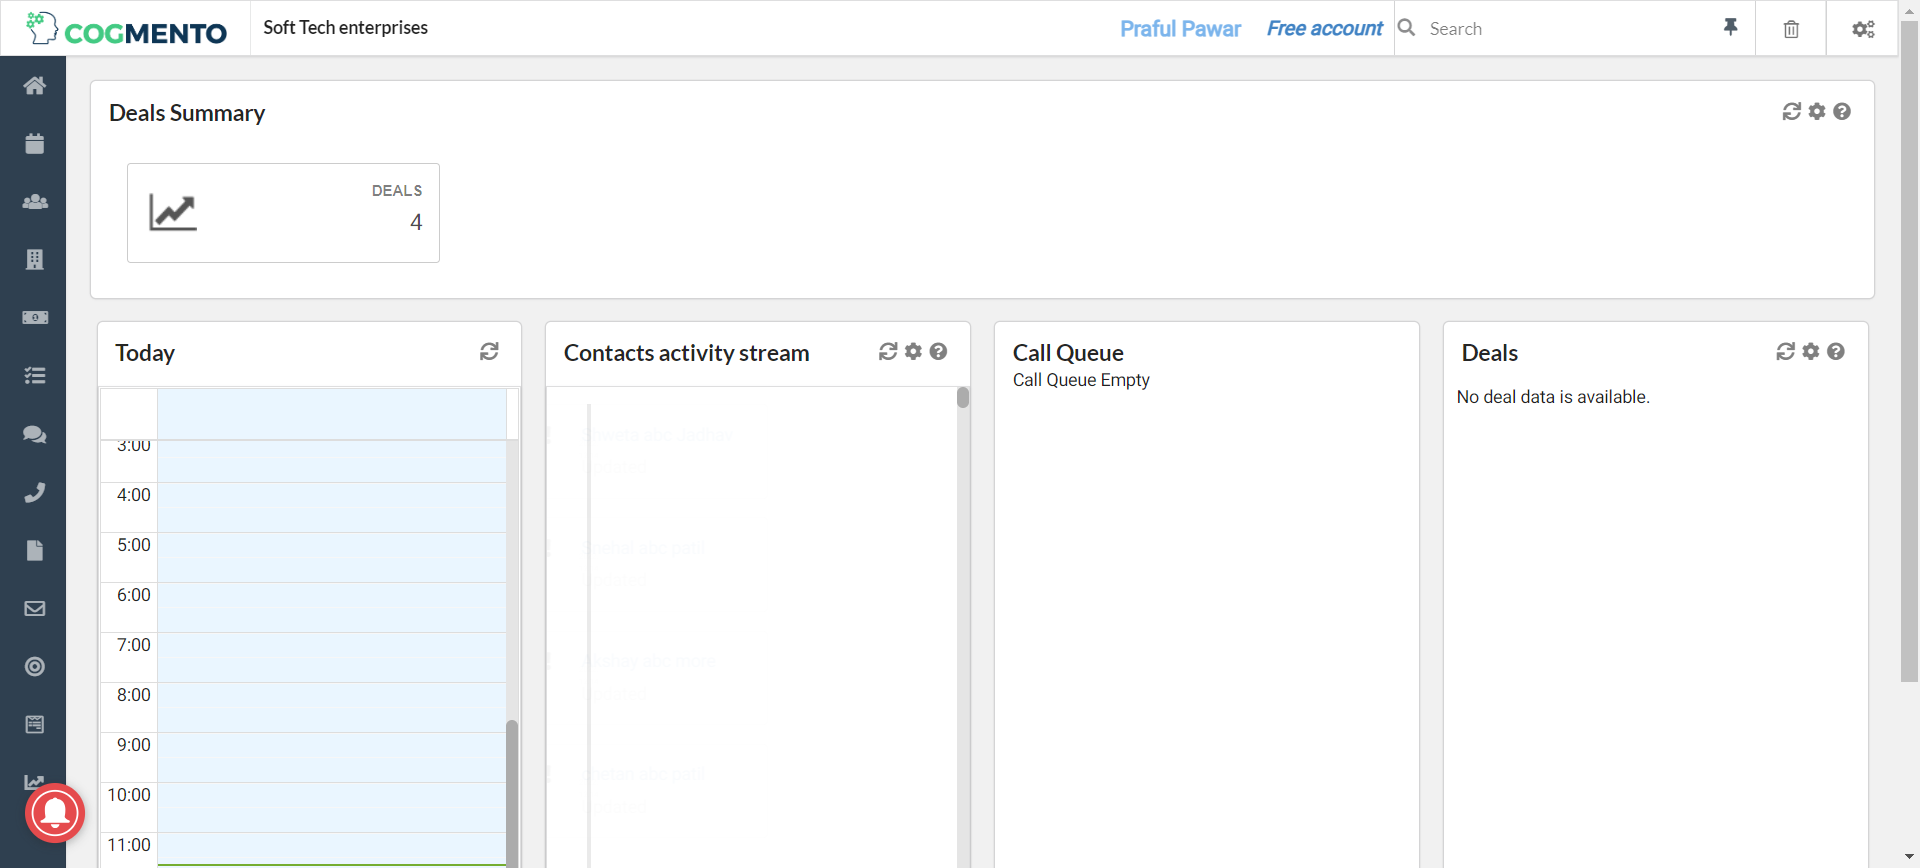 COGMENTO
Soft Tech enterprises
Praful Pawar
Free account
Search
Deals Summary
DEALS
4
Today
3:00
4:00
5:00
6:00
7:00
8:00
9:00
10:00
11:00
Contacts activity stream
Call Queue
Call Queue Empty
Deals
No deal data is available.